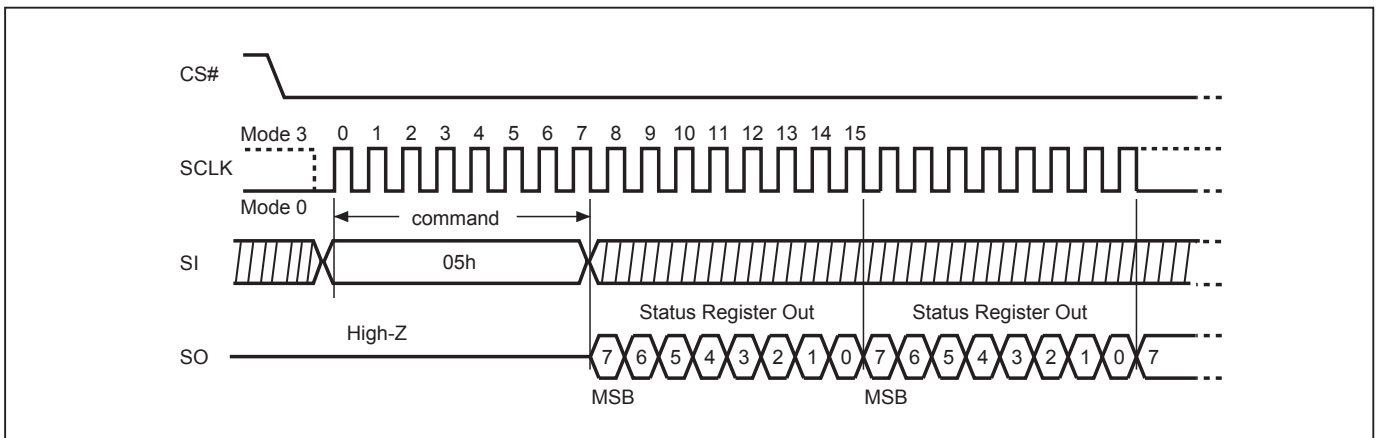 CS#
Mode 3 0 1 2 3 4 5 6 7 8 9 10 11 12 13 14 15
SCLK
Mode 0
command
SI 05h
Status Register Out Status Register Out
High-Z
SO 7 6 5 4 3 2 1 0 7 6 5 4 3 2 1 0 7
MSB MSB